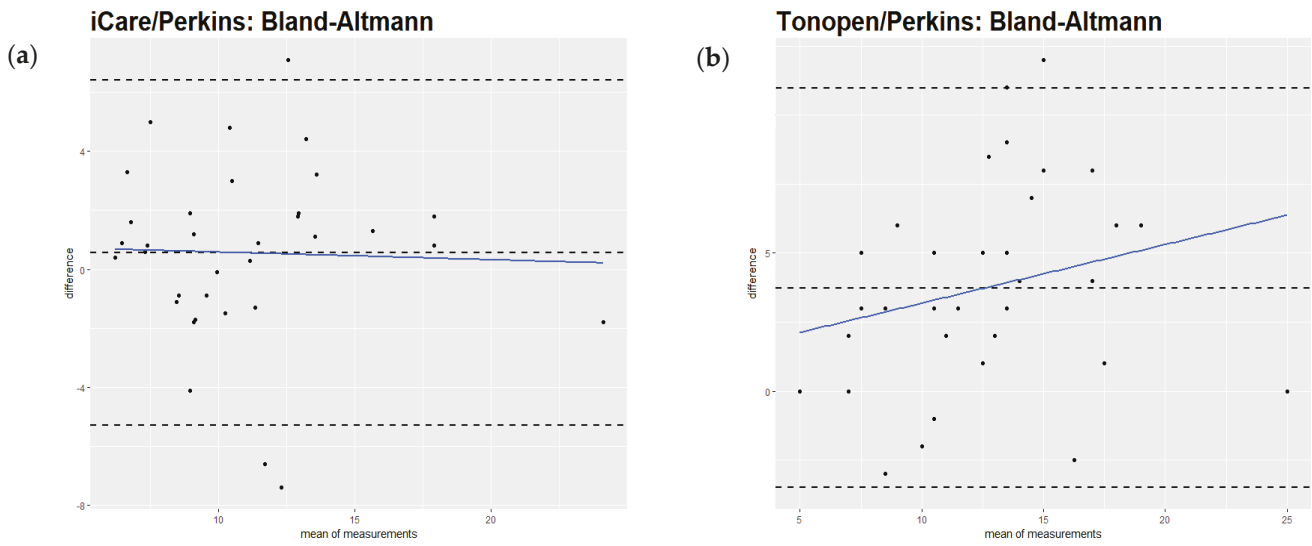 iCare/Perkins: Bland-Altmann
(a)
difference
4
0
-4
-8
10 15 20
mean of measurements
Tonopen/Perkins: Bland-Altmann
(b)
difference
5
0
5 10 15 20 25
mean of measurements